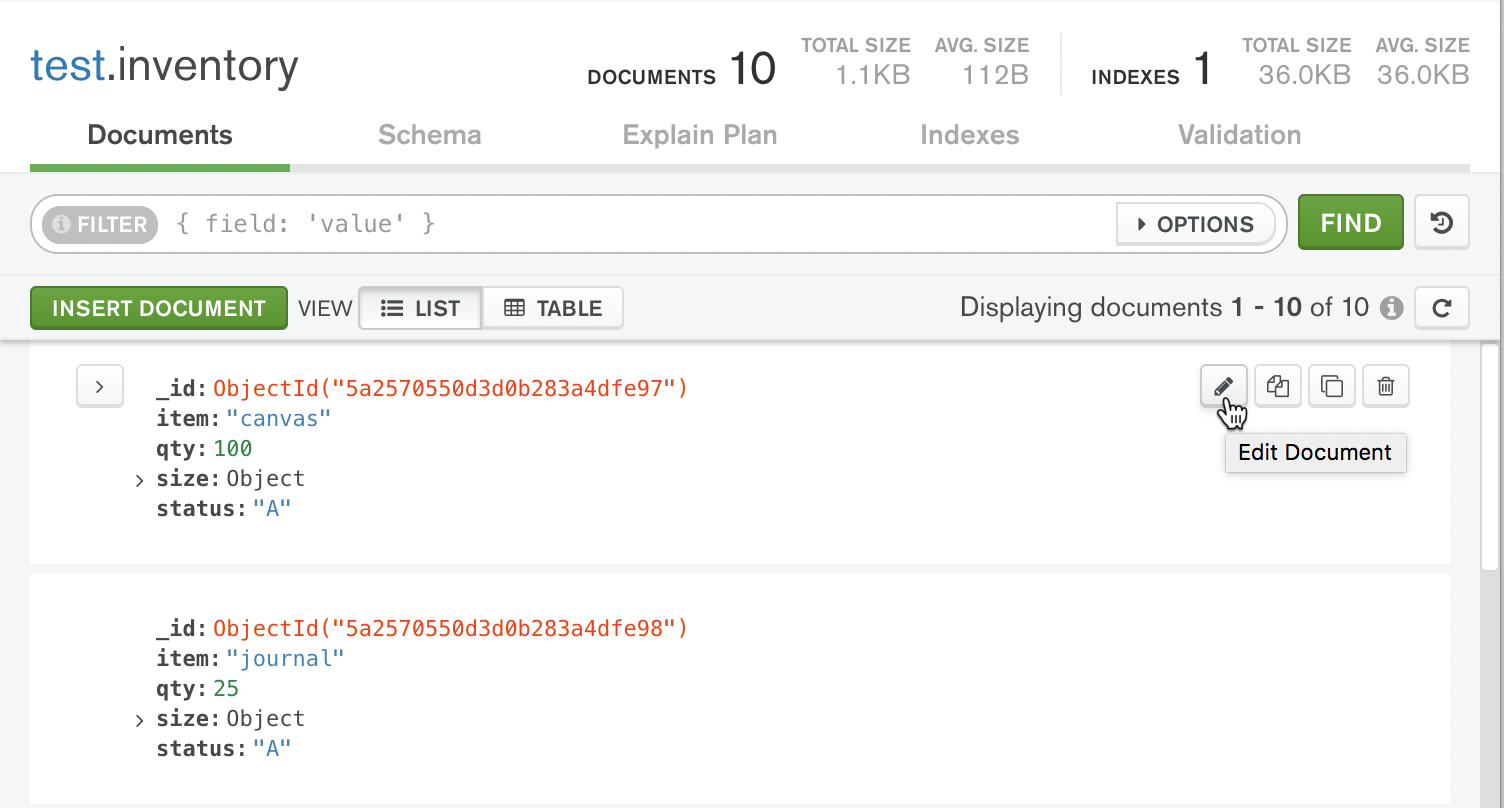 test.inventory
DOCUMENTS 10
TOTAL SIZE AVG. SIZE
1.1KB 112B
INDEXES 1
TOTAL SIZE AVG. SIZE
36.0KB 36.0KB
Documents Schema Explain Plan Indexes Validation
FILTER { field: 'value' } OPTIONS FIND
INSERT DOCUMENT VIEW LIST TABLE Displaying documents 1 - 10 of 10
_id: ObjectId("5a2570550d3d0b283a4dfe97")
item: "canvas"
qty: 100
size: Object
status: "A"
Edit Document
_id: ObjectId("5a2570550d3d0b283a4dfe98")
item: "journal"
qty: 25
size: Object
status: "A"